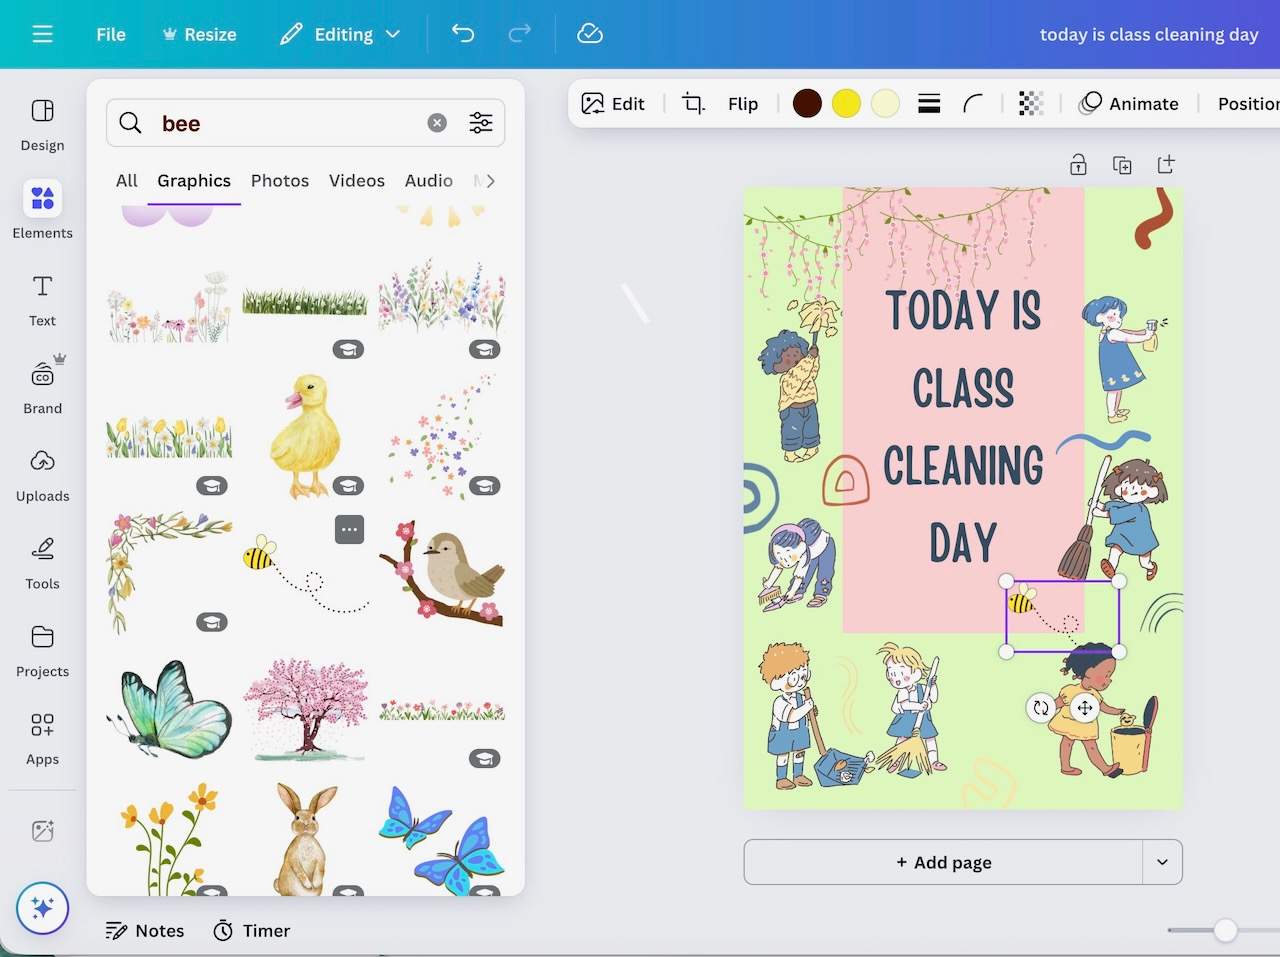 File
Resize
Editing
today is class cleaning day
Design
Elements
Text
Brand
CO
Uploads
Tools
Projects
Apps
bee
All
Graphics
Photos
Videos
Audio
Edit
Flip
Animate
Position
TODAY IS
CLASS
CLEANING
DAY
+ Add page
Notes
Timer